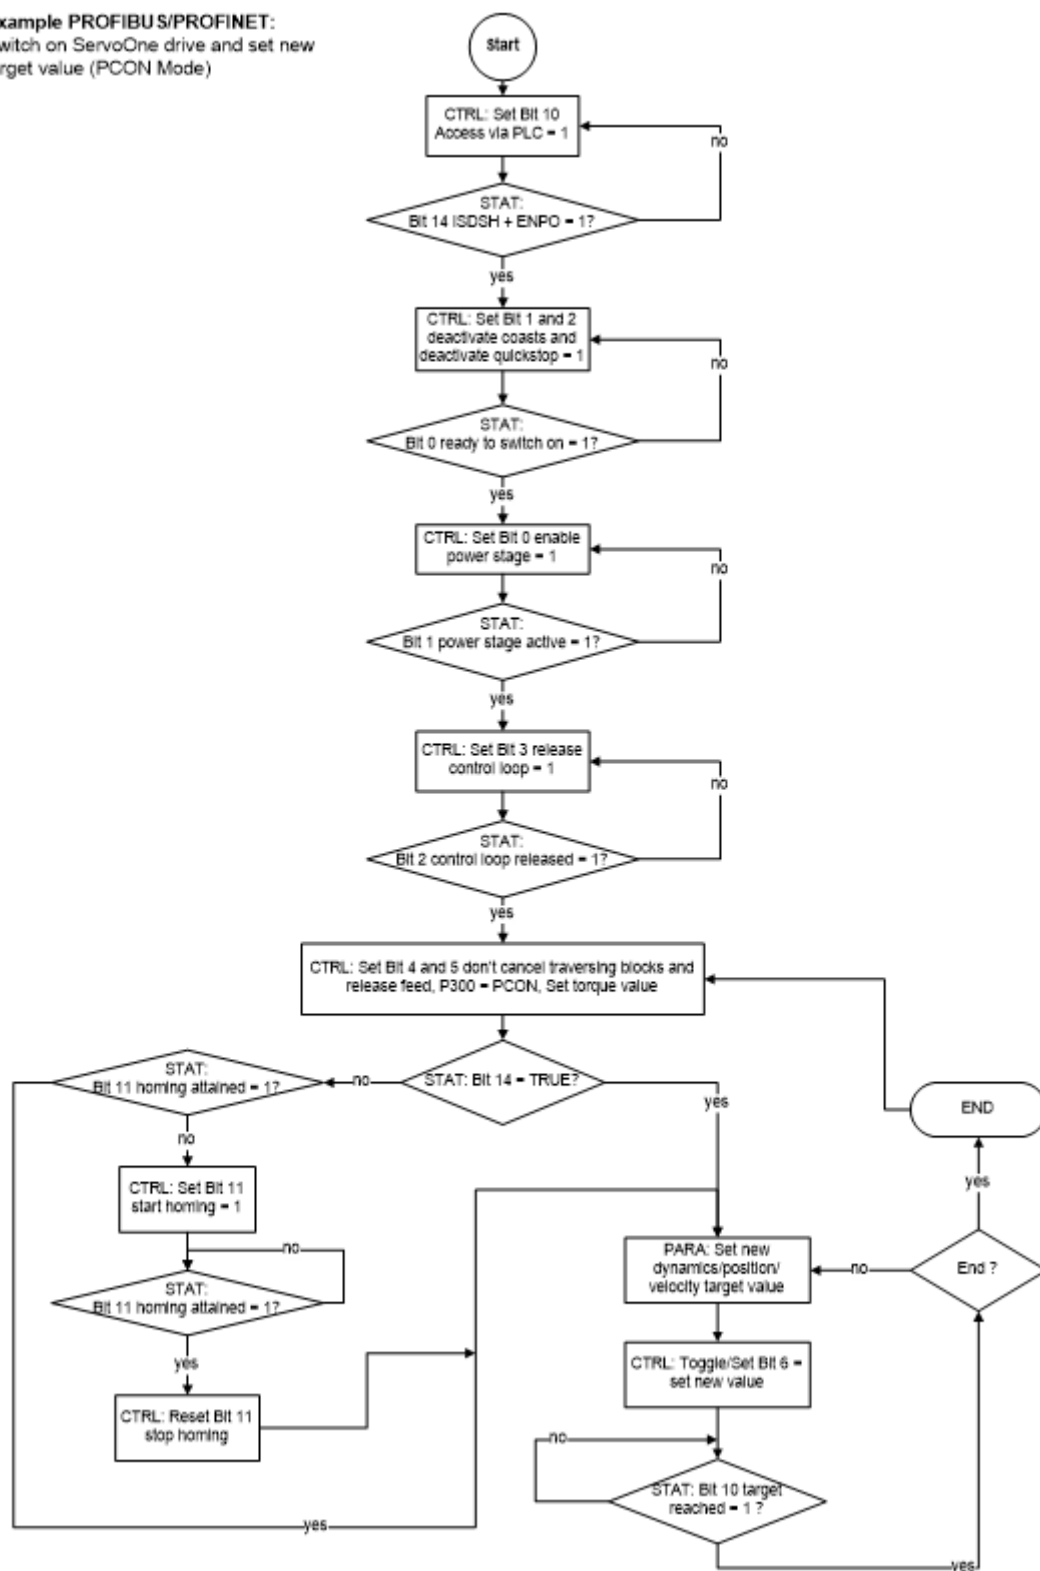 xample PROFIBUS/PROFINET:
witch on ServoOne drive and set new
rget value (PCON Mode)
Start
CTRL: Set Bit 10
Access via PLC = 1
no
STAT:
Bit 14 ISDSH + ENPO = 1?
yes
CTRL: Set Bit 1 and 2
deactivate coasts and
deactivate quickstop = 1
no
STAT:
Bit 0 ready to switch on = 1?
yes
CTRL: Set Bit 0 enable
power stage = 1
no
STAT:
Bit 1 power stage active = 1?
yes
CTRL: Set Bit 3 release
control loop = 1
no
STAT:
Bit 2 control loop released = 1?
yes
CTRL: Set Bit 4 and 5 don't cancel traversing blocks and
release feed, P300 = PCON, Set torque value
STAT: Bit 14 = TRUE?
no
yes
STAT:
Bit 11 homing attained = 1?
no
CTRL: Set Bit 11
start homing = 1
no
STAT:
Bit 11 homing attained = 1?
yes
CTRL: Reset Bit 11
stop homing
yes
END
yes
End ?
no
PARA: Set new
dynamics/position/
velocity target value
CTRL: Toggle/Set Bit 6 =
set new value
no
STAT: Bit 10 target
reached = 1 ?
yes